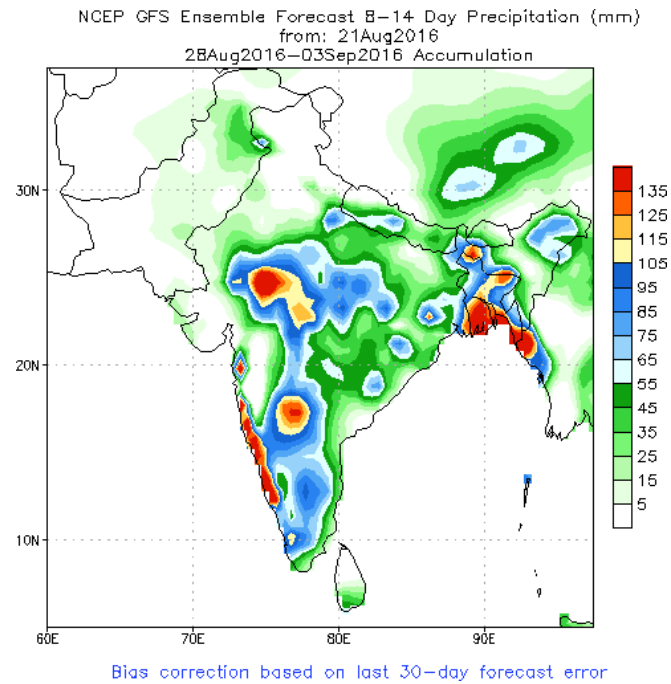 NCEP GFS Ensemble Forecast 8-14 Day Precipitation (mm)
from: 21Aug2016
28Aug2016-03Sep2016 Accumulation
30N
20N
10N
60E
70E
80E
90E
135
120
105
95
85
75
65
55
45
35
25
15
5
Bias correction based on last 30-day forecast error